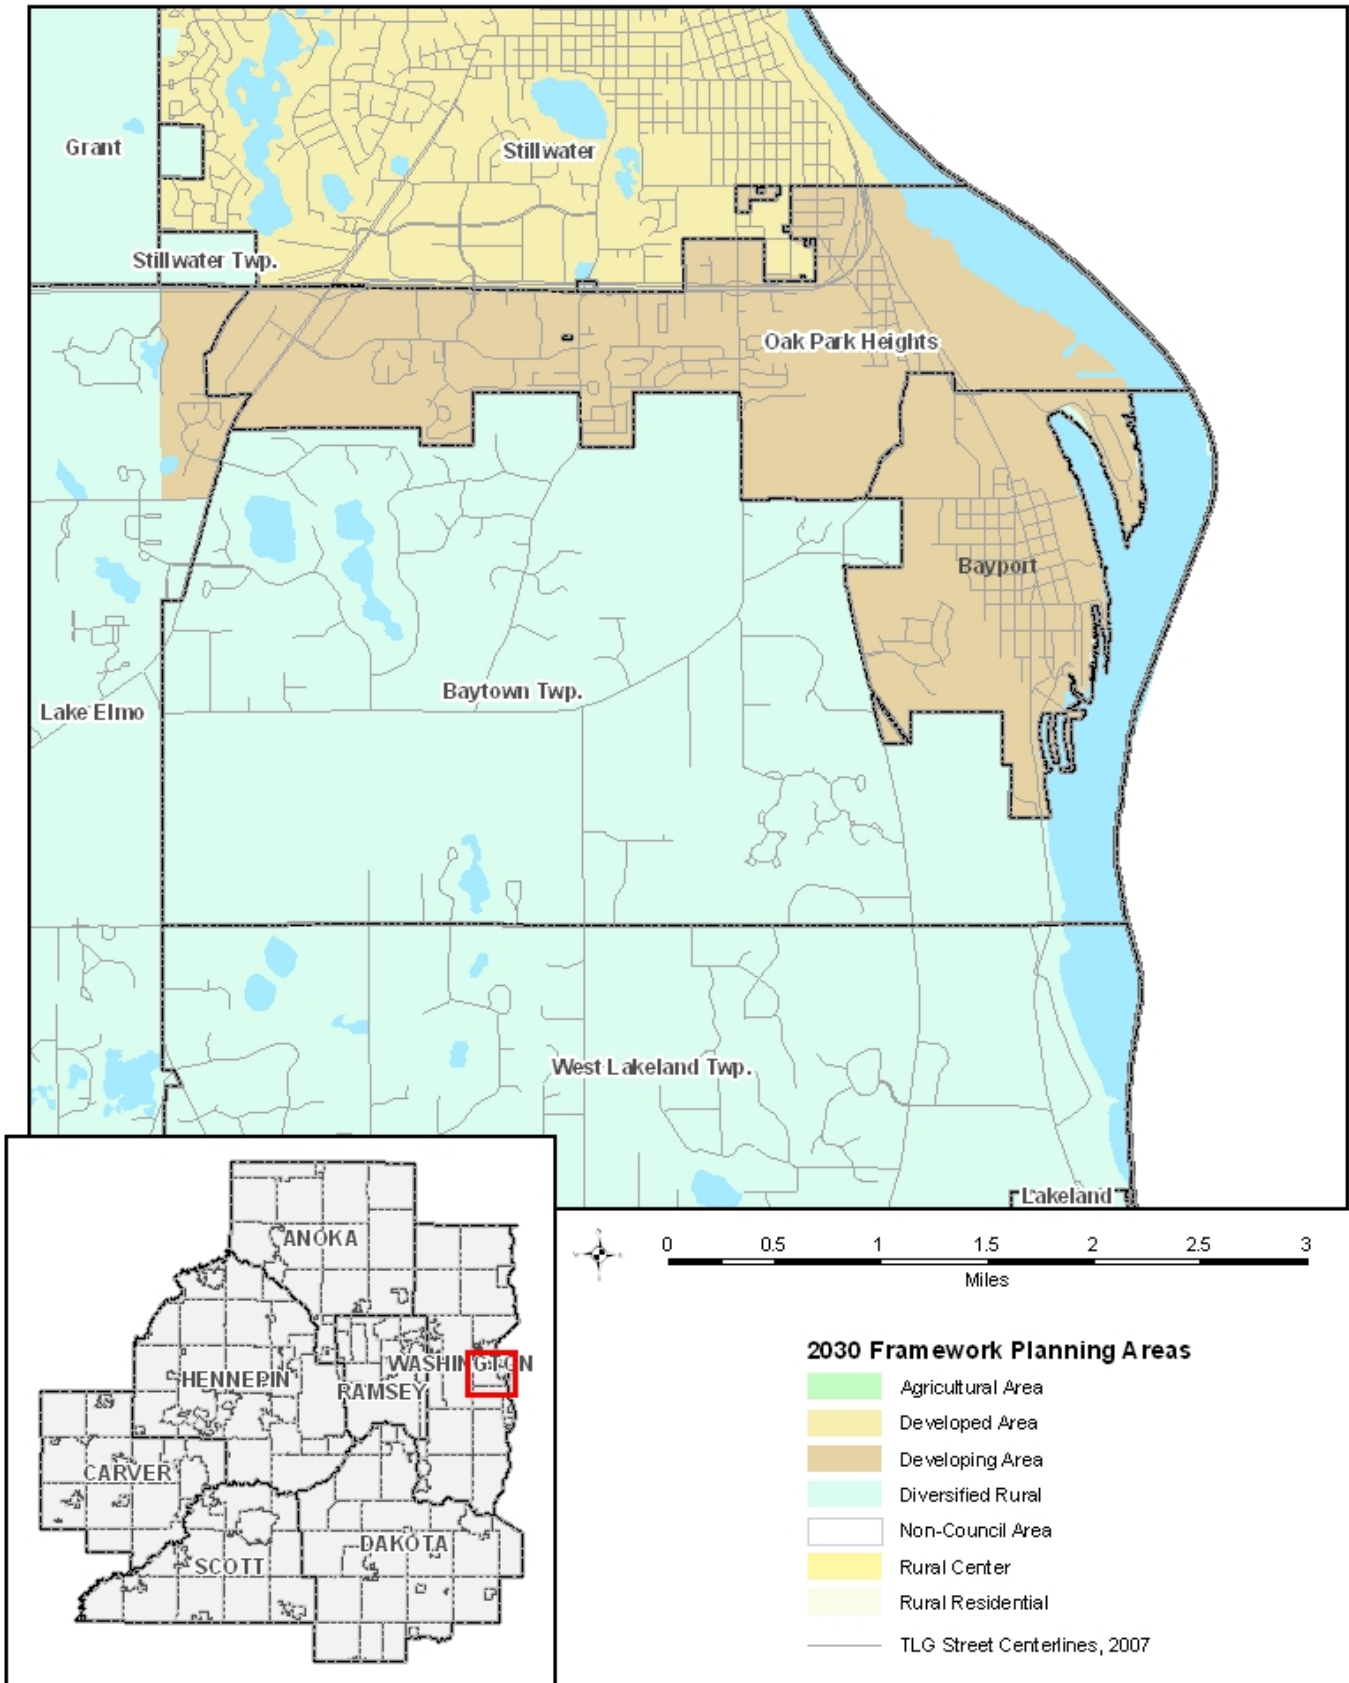 Grant
Stillwater
Stillwater Twp.
Oak Park Heights
Bayport
Baytown Twp.
Lake Elmo
West Lakeland Twp.
Lakeland
ANOKA
WASHINGTON
HENNEPIN
RAMSEY
CARVER
DAKOTA
SCOTT
0 0.5 1 1.5 2 2.5 3
Miles
2030 Framework Planning Areas
Agricultural Area
Developed Area
Developing Area
Diversified Rural
Non-Council Area
Rural Center
Rural Residential
TLG Street Centerlines, 2007